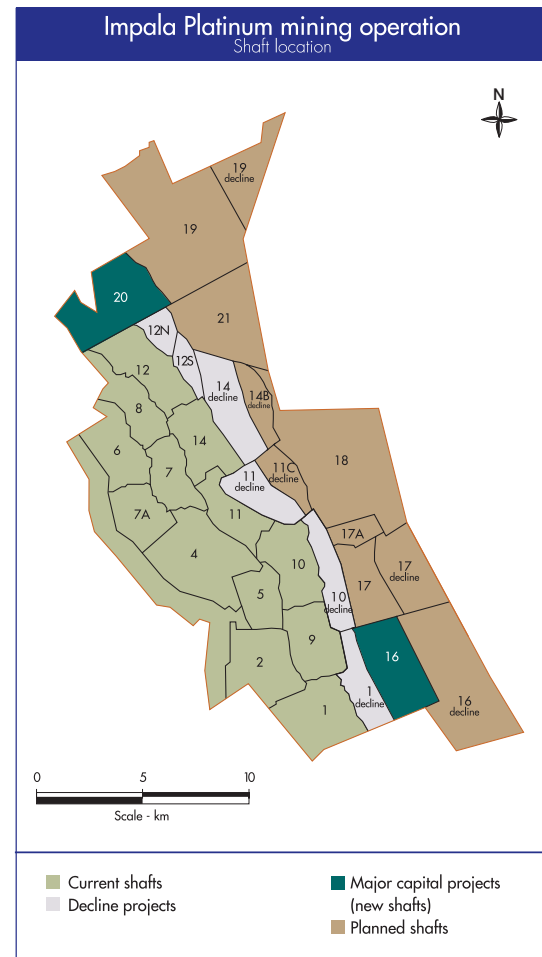 Impala Platinum mining operation
Shaft location
N
19
decline
19
20
21
12N
12S
12
14
decline
14B
decline
8
14
6
18
7
11C
decline
11
decline
7A
11
17A
4
10
17
decline
17
5
10
decline
9
16
2
1
decline
1
16
decline
0 5 10
Scale - km
Current shafts
Decline projects
Major capital projects
(new shafts)
Planned shafts